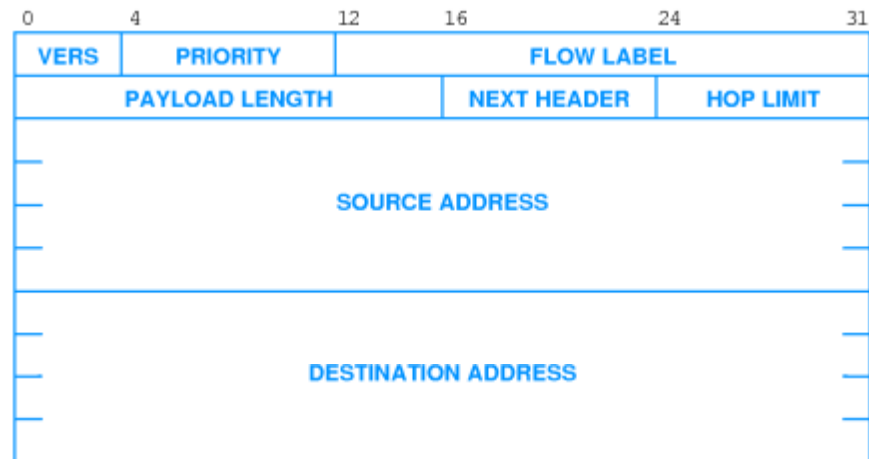 0 4 12 16 24 31
VERS PRIORITY FLOW LABEL
PAYLOAD LENGTH NEXT HEADER HOP LIMIT
SOURCE ADDRESS
DESTINATION ADDRESS